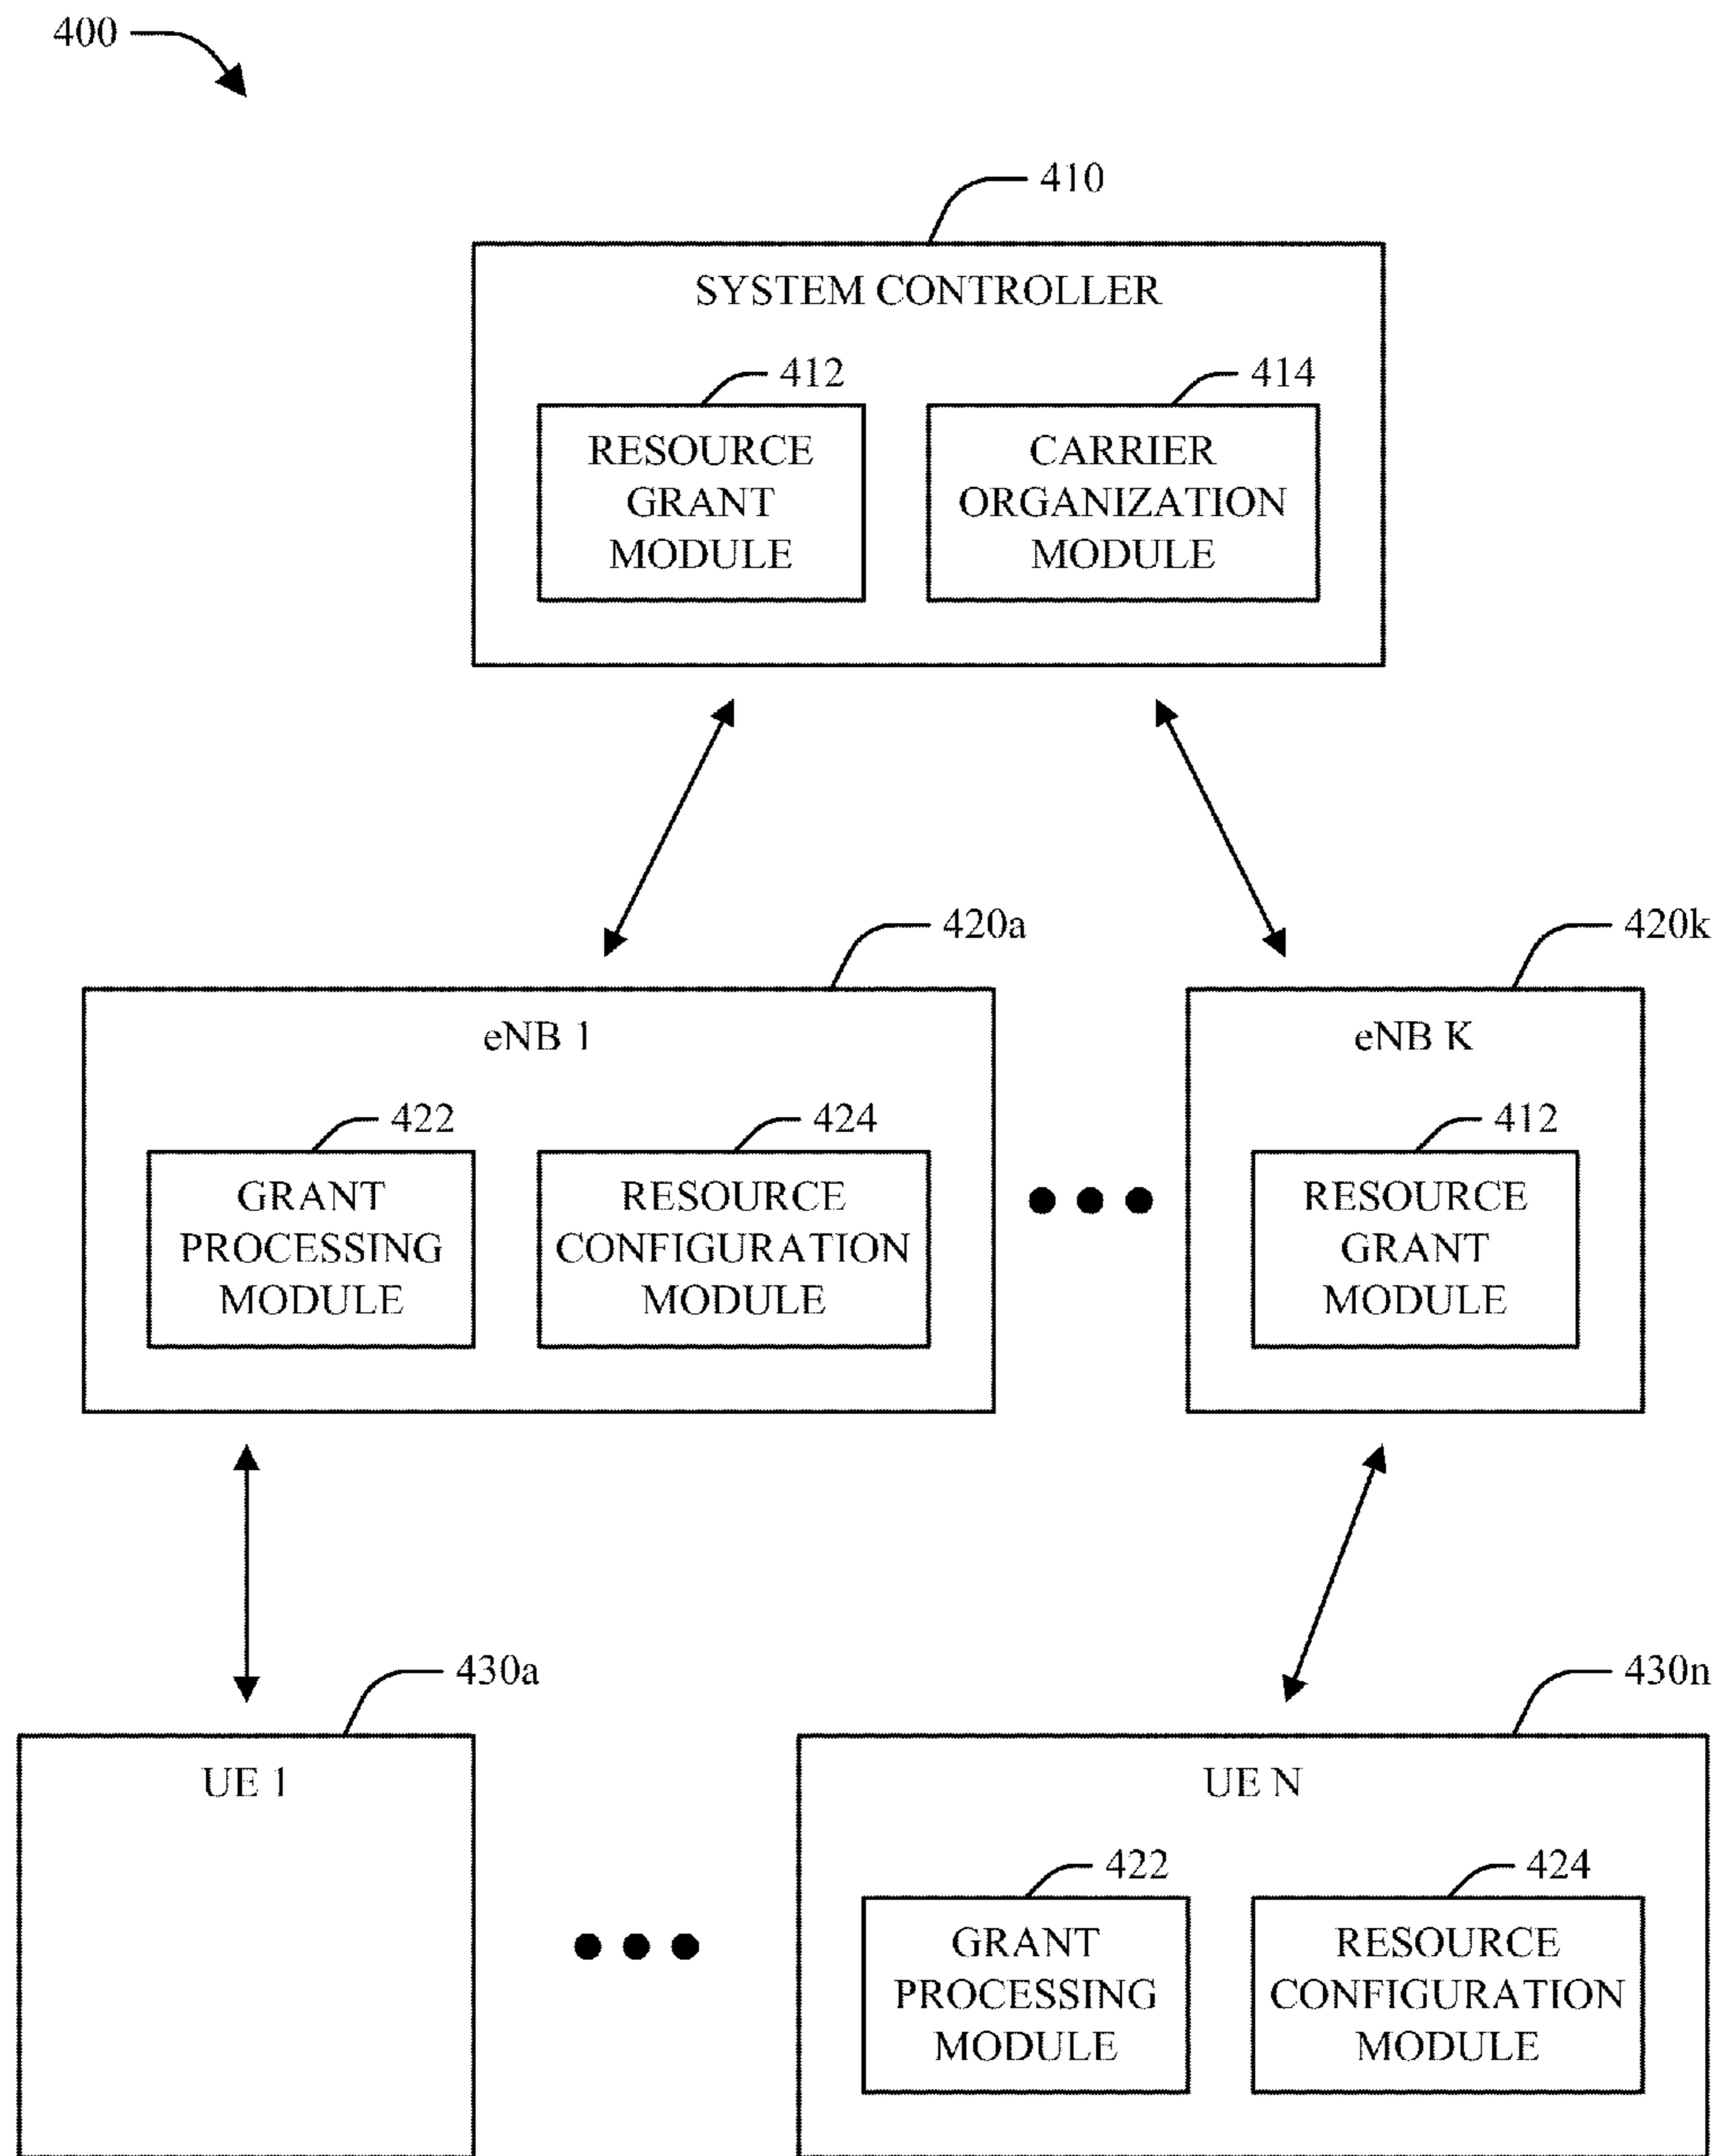 400
410
SYSTEM CONTROLLER
412
414
RESOURCE
GRANT
MODULE
CARRIER
ORGANIZATION
MODULE
420a
420k
eNB 1
eNB K
422
424
412
GRANT
PROCESSING
MODULE
RESOURCE
CONFIGURATION
MODULE
RESOURCE
GRANT
MODULE
430a
430n
UE 1
UE N
422
424
GRANT
PROCESSING
MODULE
RESOURCE
CONFIGURATION
MODULE